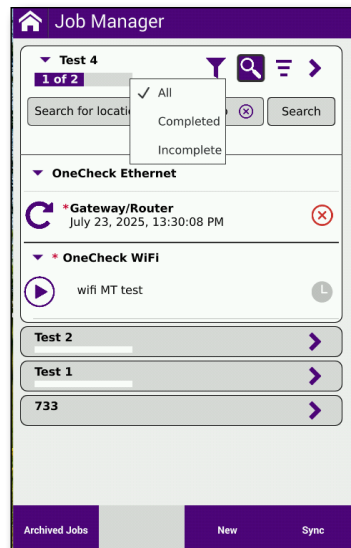 Job Manager
Test 4
1 of 2
All
Completed
Incomplete
Search for locati
Search
OneCheck Ethernet
*Gateway/Router
July 23, 2025, 13:30:08 PM
* OneCheck WiFi
wifi MT test
Test 2
Test 1
733
Archived Jobs
New
Sync